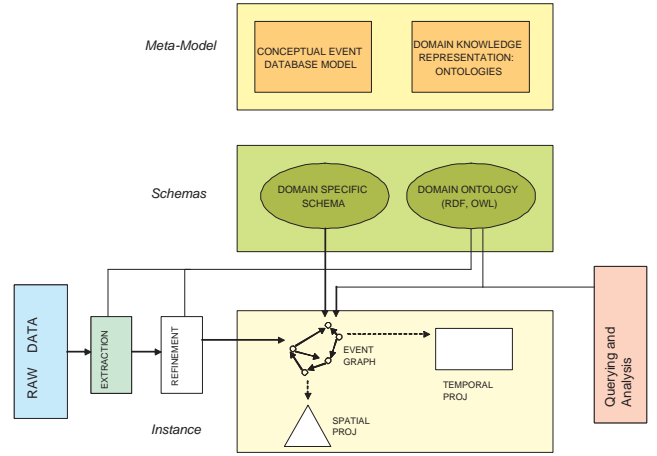 Meta-Model
CONCEPTUAL EVENT
DATABASE MODEL
DOMAIN KNOWLEDGE
REPRESENTATION:
ONTOLOGIES
Schemas
DOMAIN SPECIFIC
SCHEMA
DOMAIN ONTOLOGY
(RDF, OWL)
RAW DATA
EXTRACTION
REFINEMENT
EVENT
GRAPH
TEMPORAL
PROJ
SPATIAL
PROJ
Instance
Querying and
Analysis